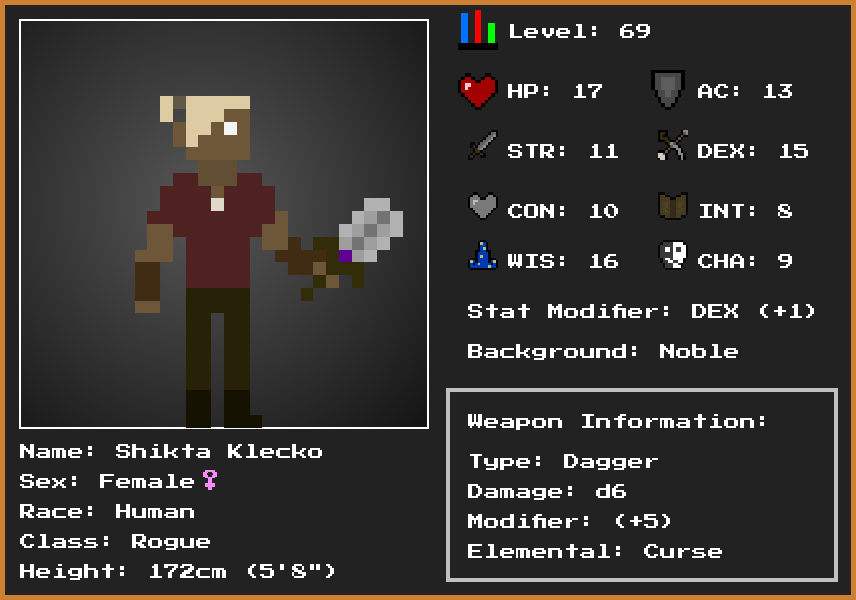 Level: 69
HP: 17
AC: 13
STR: 11
DEX: 15
CON: 10
INT: 8
WIS: 16
CHA: 9
Stat Modifier: DEX (+1)
Background: Noble
Weapon Information:
Type: Dagger
Damage: d6
Modifier: (+5)
Elemental: Curse
Name: Shikta Klecko
Sex: Female♀
Race: Human
Class: Rogue
Height: 172cm (5'8")